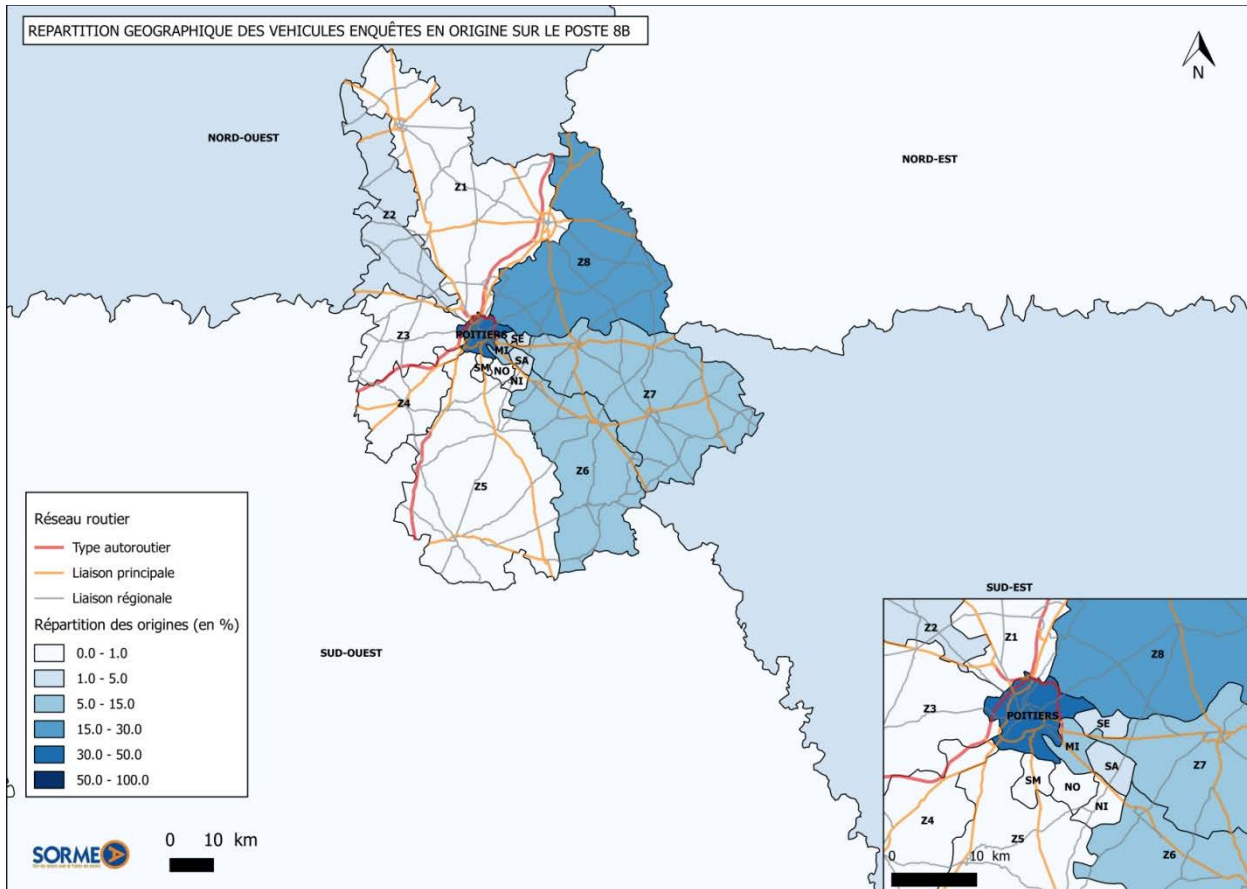 REPARTITION GEOGRAPHIQUE DES VEHICULES ENQUÊTES EN ORIGINE SUR LE POSTE 8B
N
NORD-OUEST
NORD-EST
Z1
Z2
Z8
Z3
POITIERS
SE
MI
SA
SM
NO
NI
Z4
Z7
Z6
Z5
SUD-OUEST
SUD-EST
Réseau routier
Type autoroutier
Liaison principale
Liaison régionale
Répartition des origines (en %)
0.0 - 1.0
1.0 - 5.0
5.0 - 15.0
15.0 - 30.0
30.0 - 50.0
50.0 - 100.0
SORMEA
0 10 km
Z2
Z1
Z8
Z3
POITIERS
SE
MI
SA
Z7
SM
NO
NI
Z4
Z5
Z6
0 10 km